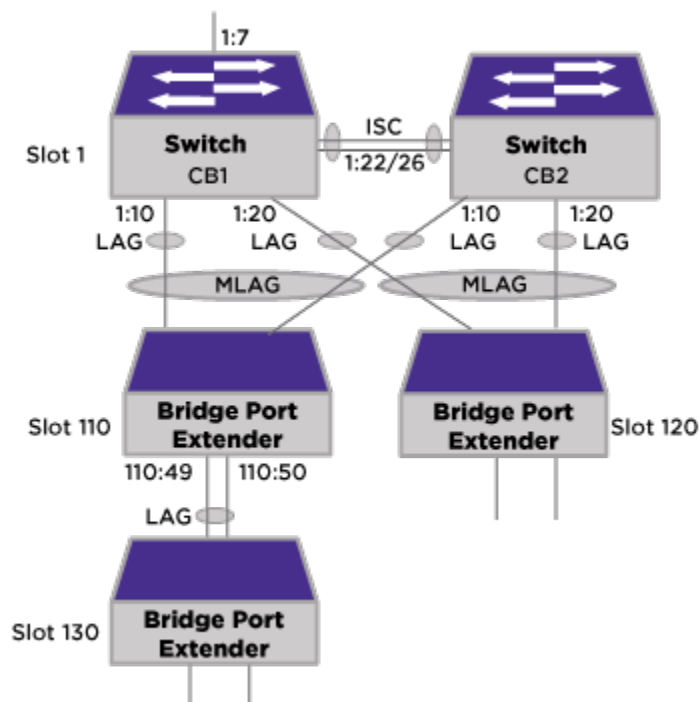 1:7
Slot 1
Switch
CB1
ISC
1:22/26
Switch
CB2
1:10
1:20
1:10
1:20
LAG
LAG
LAG
LAG
MLAG
MLAG
Slot 110
Bridge Port
Extender
Bridge Port
Extender
Slot 120
110:49
110:50
LAG
Slot 130
Bridge Port
Extender